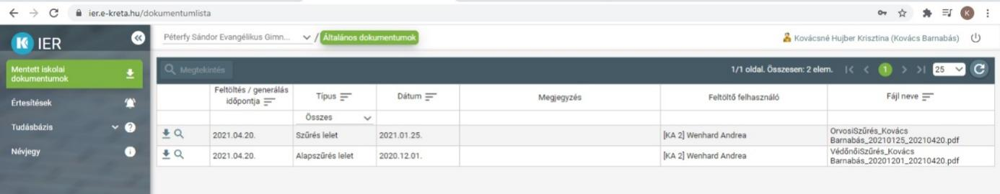 ier.e-kreta.hu/dokumentumlista
K
K IER
Péterfy Sándor Evangélikus Gimn... / Általános dokumentumok
Kovácsné Hujber Krisztina (Kovács Barnabás)
Mentett iskolai
dokumentumok
Értesítések
Tudásbázis
Névjegy
Megtekintés
1/1 oldal. Összesen: 2 elem. |< < 1 > >| 25
Feltöltés / generálás
időpontja
Típus
Dátum
Megjegyzés
Feltöltő felhasználó
Fájl neve
Összes
2021.04.20. Szűrés lelet 2021.01.25. [KA 2] Wenhard Andrea OrvosiSzűrés_Kovács
Barnabás_20210125_20210420.pdf
2021.04.20. Alapszűrés lelet 2020.12.01. [KA 2] Wenhard Andrea VédőnőiSzűrés_Kovács
Barnabás_20201201_20210420.pdf